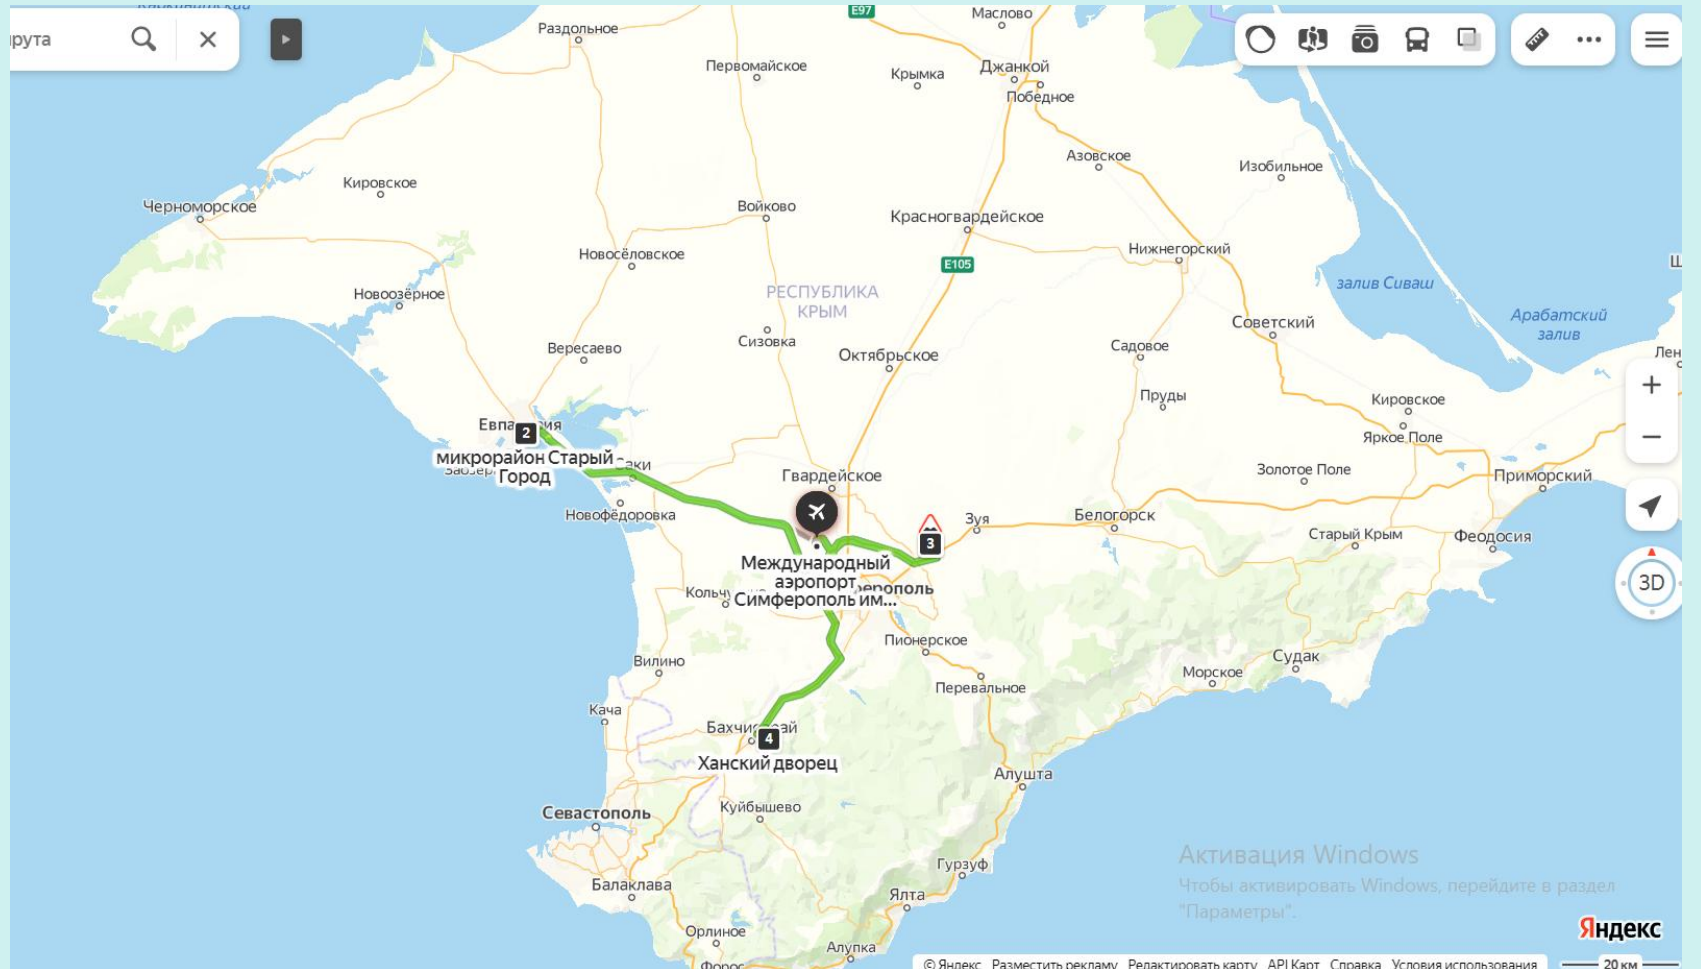 рута
E97
Маслово
Раздольное
Первомайское
Крымка
Джанкой
Победное
Азовское
Изобильное
Кировское
Черноморское
Войково
Красногвардейское
Нижнегорский
Новосёловское
E105
залив Сиваш
РЕСПУБЛИКА
КРЫМ
Новоозёрное
Арабатский
залив
Советский
Сизовка
Вересаево
Октябрьское
Садовое
Лен
Пруды
Кировское
Яркое Поле
2
микрорайон Старый
Город
Гвардейское
Золотое Поле
Приморский
Новофёдоровка
Зуя
Белогорск
Старый Крым
Феодосия
3
Международный
аэропорт
Симферополь им...
3D
Пионерское
Вилино
Судак
Морское
Перевальное
Кача
4
Ханский дворец
Алушта
Куйбышево
Севастополь
Гурзуф
Балаклава
Ялта
Активация Windows
Чтобы активировать Windows, перейдите в раздел
"Параметры".
Яндекс
Орлиное
Алупка
Форос
© Яндекс Разместить рекламу Редактировать карту API Карт Справка Условия использования 20 км